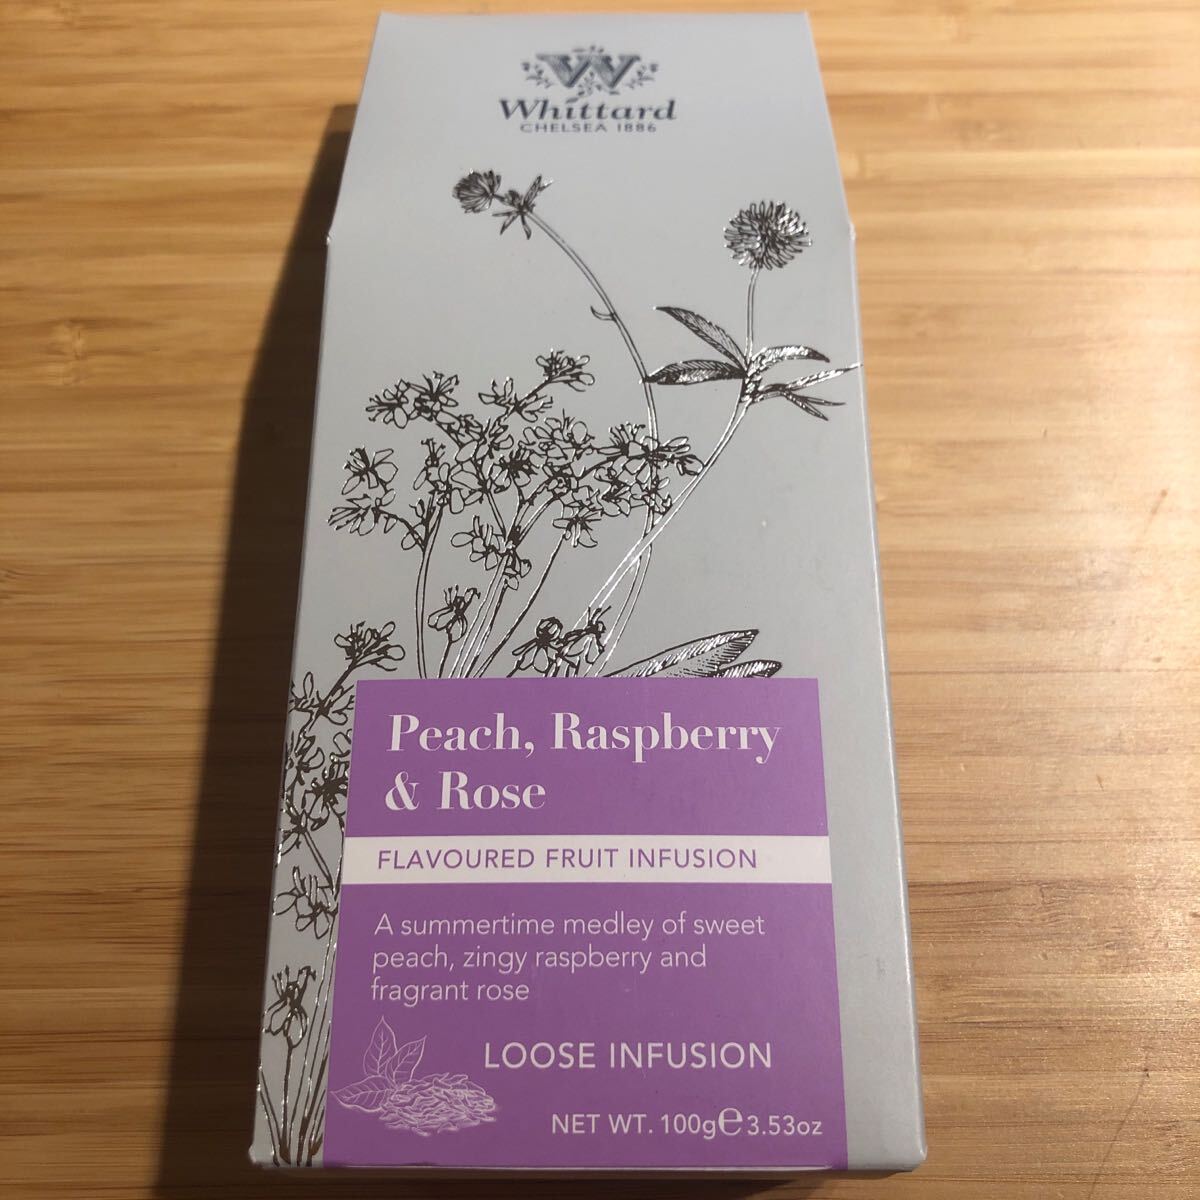 W
Whittard
CHELSEA 1886
Peach, Raspberry
& Rose
FLAVOURED FRUIT INFUSION
A summertime medley of sweet
peach, zingy raspberry and
fragrant rose
LOOSE INFUSION
NET WT. 100g℮3.53oz